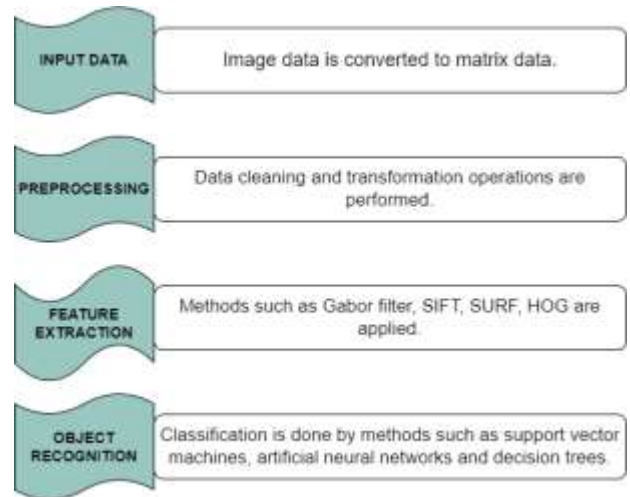 INPUT DATA
Image data is converted to matrix data.
PREPROCESSING
Data cleaning and transformation operations are
performed.
FEATURE
EXTRACTION
Methods such as Gabor filter, SIFT, SURF, HOG are
applied.
OBJECT
RECOGNITION
Classification is done by methods such as support vector
machines, artificial neural networks and decision trees.